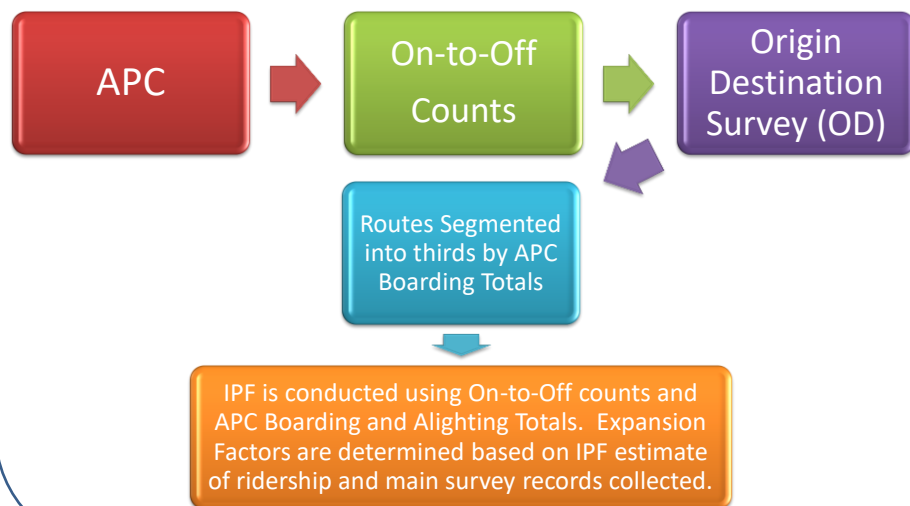 APC
On-to-Off
Counts
Origin
Destination
Survey (OD)
Routes Segmented
into thirds by APC
Boarding Totals
IPF is conducted using On-to-Off counts and
APC Boarding and Alighting Totals.  Expansion
Factors are determined based on IPF estimate
of ridership and main survey records collected.